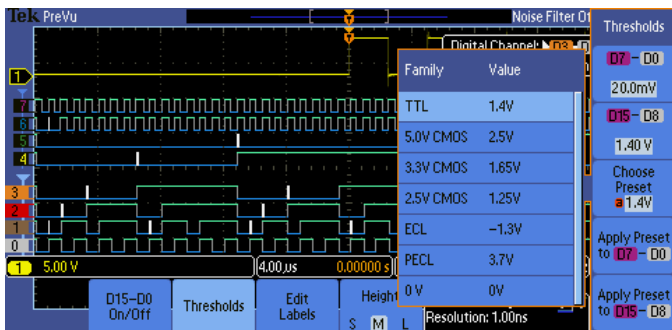 Tek PreVu
Noise Filter Of
Thresholds
Digital Channel: D3
D7 – D0
20.0mV
D15 – D8
1.40 V
Choose
Preset
a 1.4V
Apply Preset
to D7 – D0
Apply Preset
to D15 – D8
Family Value
TTL 1.4V
5.0V CMOS 2.5V
3.3V CMOS 1.65V
2.5V CMOS 1.25V
ECL −1.3V
PECL 3.7V
0 V 0V
1
7
6
5
4
3
2
1
0
1 5.00 V
4.00µs
0.00000 s
D15–D0
On/Off
Thresholds
Edit
Labels
Height
S M L
Resolution: 1.00ns